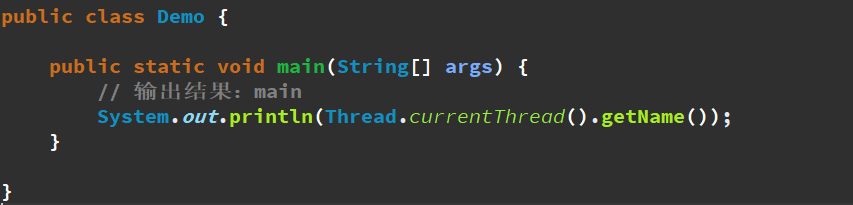 public class Demo {
public static void main(String[] args) {
// 输出结果：main
System.out.println(Thread.currentThread().getName());
}
}